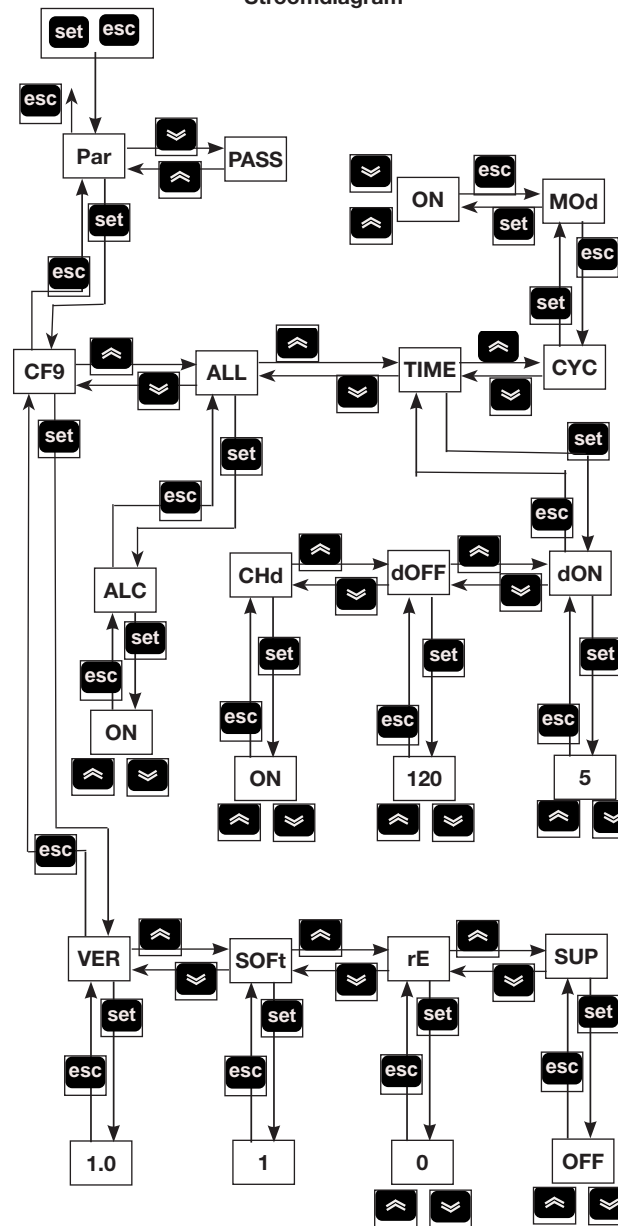 Stroomdiagram
set esc
esc
Par PASS
set
esc
ON esc MOd
set
esc
set
CF9 ALL TIME CYC
set
set
set
esc
esc
ALC CHd dOFF dON
set
esc
set
esc
set
esc
set
esc
ON ON 120 5
esc
VER SOFt rE SUP
set
esc
set
esc
set
esc
set
esc
1.0 1 0 OFF